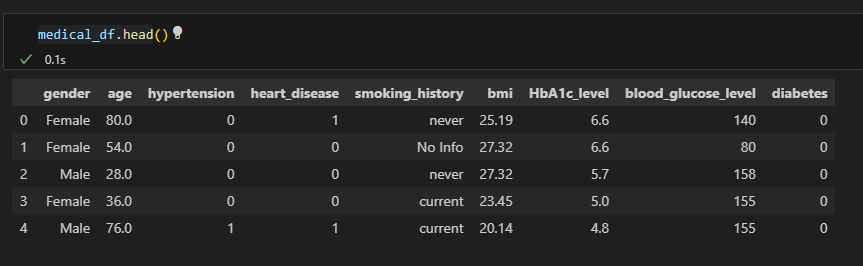 medical_df.head()
0.1s
gender age hypertension heart_disease smoking_history bmi HbA1c_level blood_glucose_level diabetes
0 Female 80.0 0 1 never 25.19 6.6 140 0
1 Female 54.0 0 0 No Info 27.32 6.6 80 0
2 Male 28.0 0 0 never 27.32 5.7 158 0
3 Female 36.0 0 0 current 23.45 5.0 155 0
4 Male 76.0 1 1 current 20.14 4.8 155 0